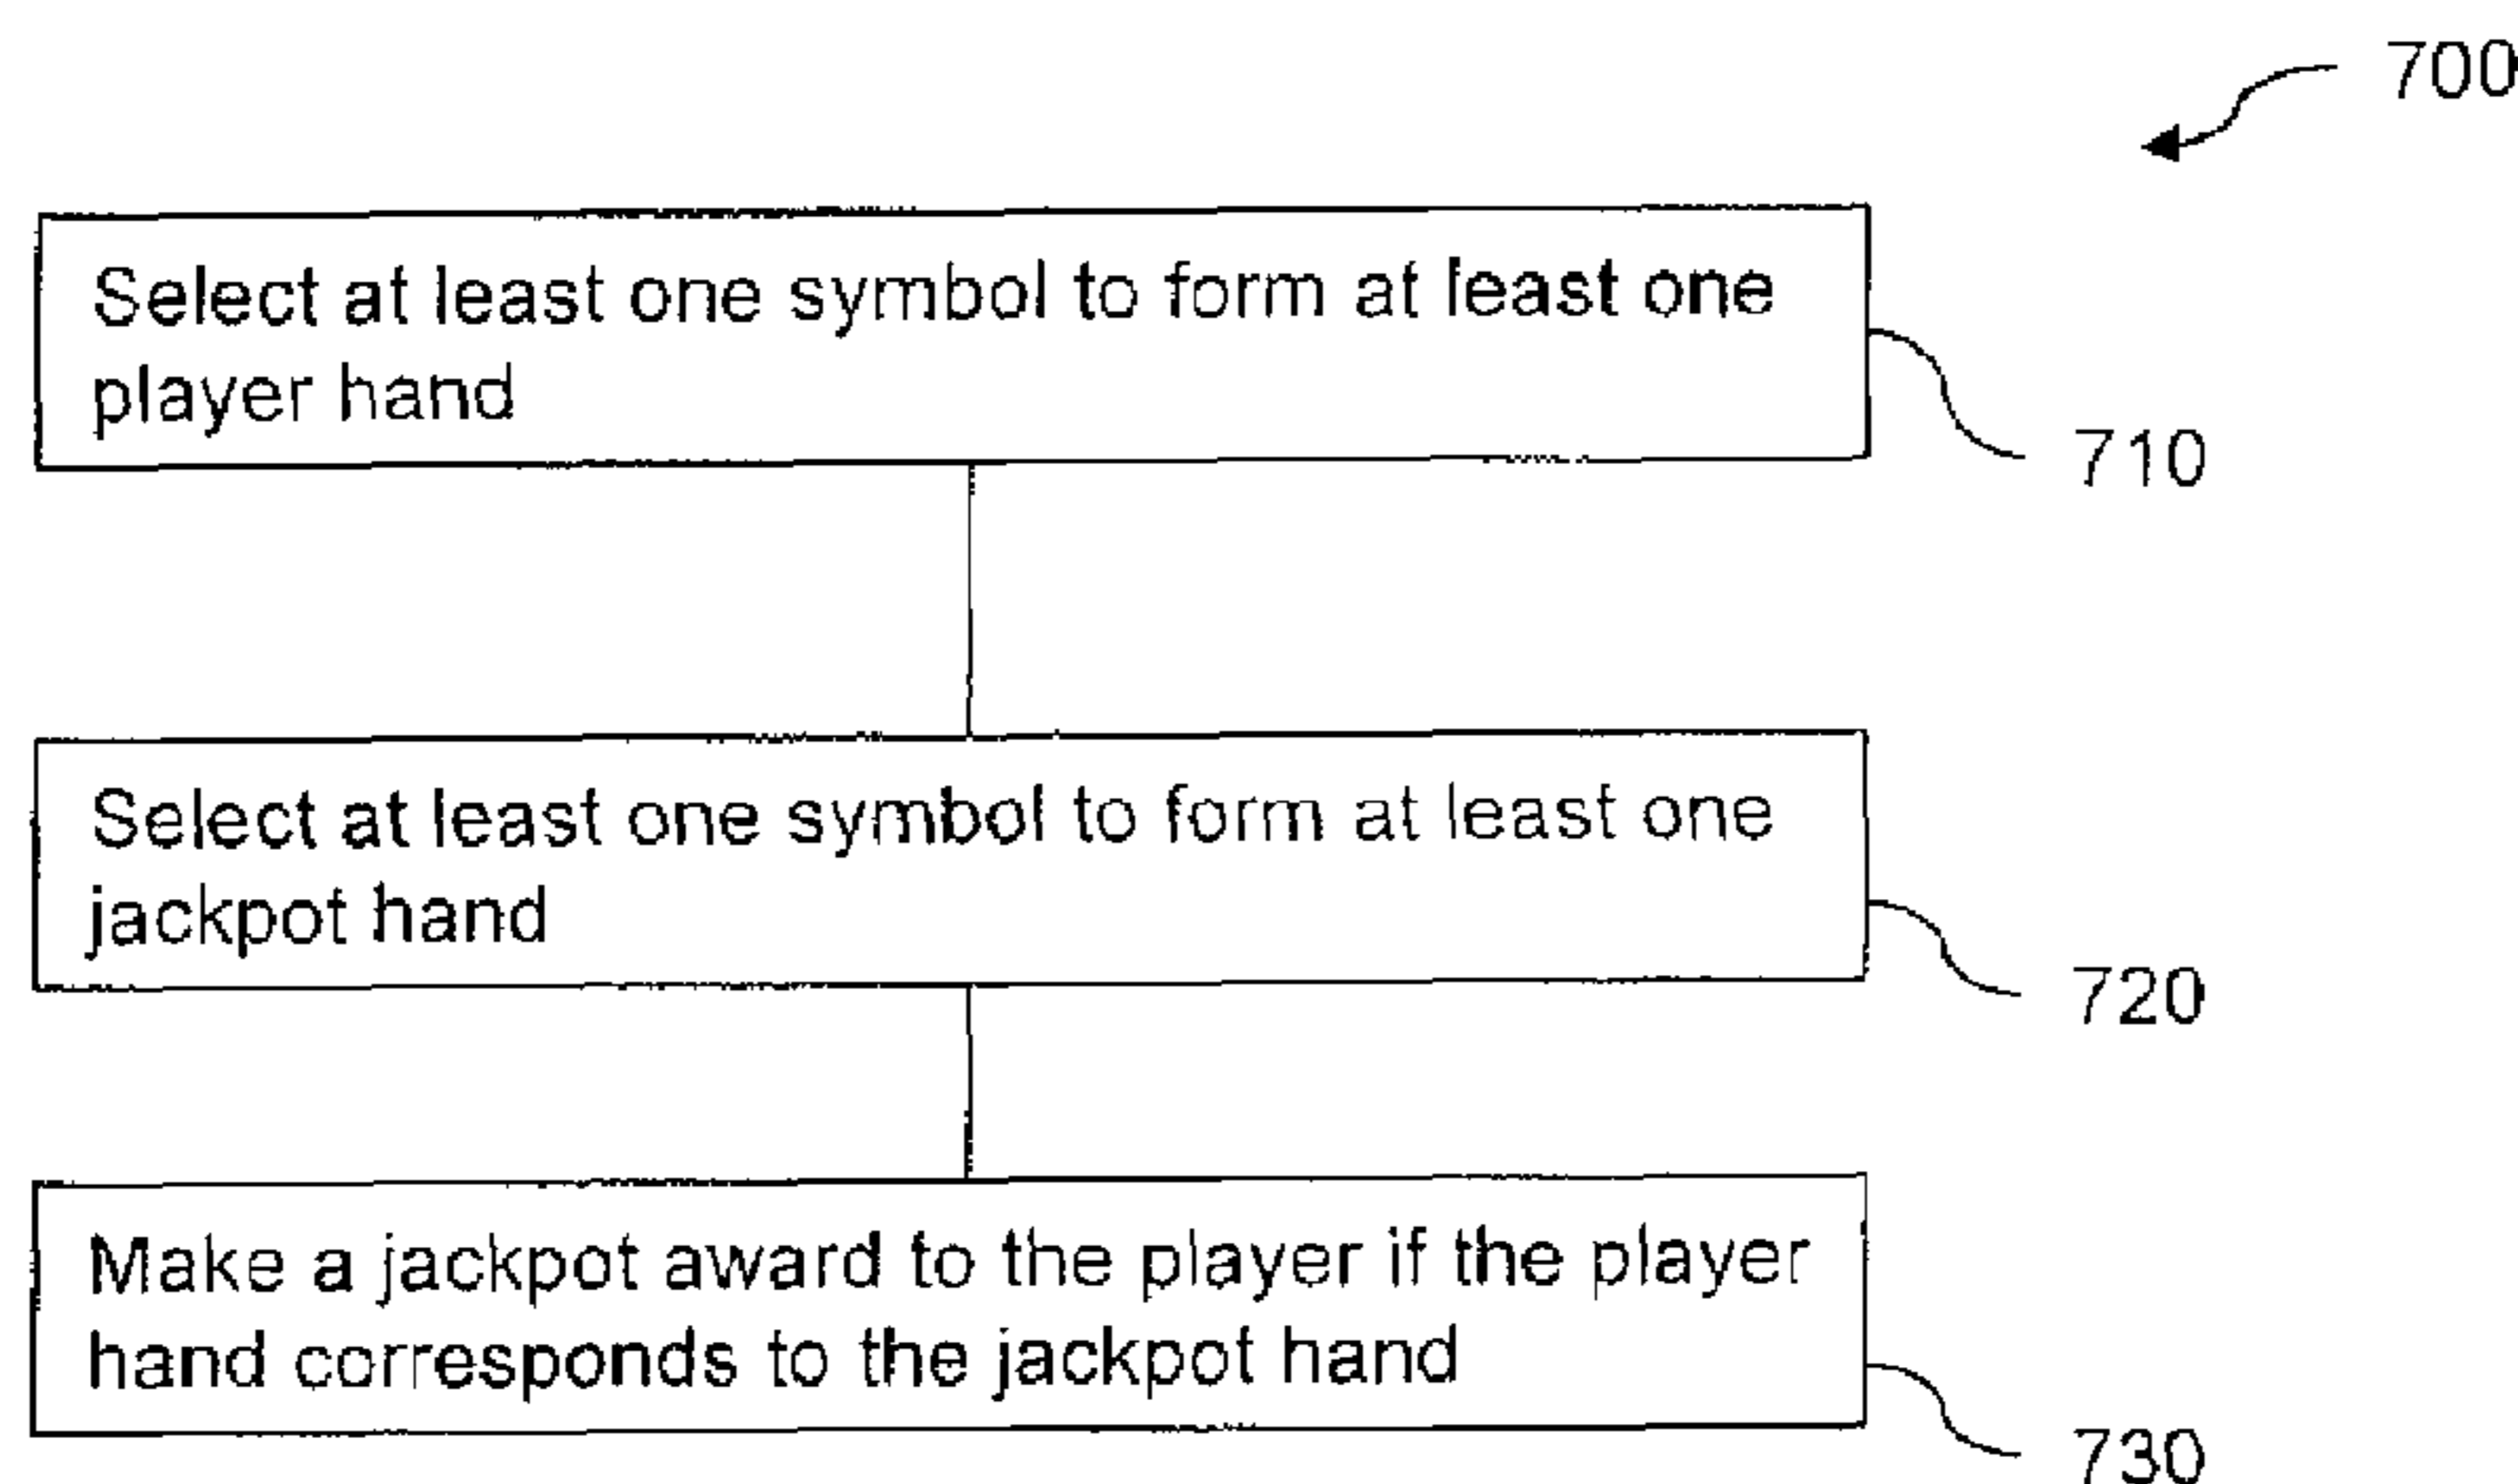 700
Select at least one symbol to form at least one
player hand
710
Select at least one symbol to form at least one
jackpot hand
720
Make a jackpot award to the player if the player
hand corresponds to the jackpot hand
730